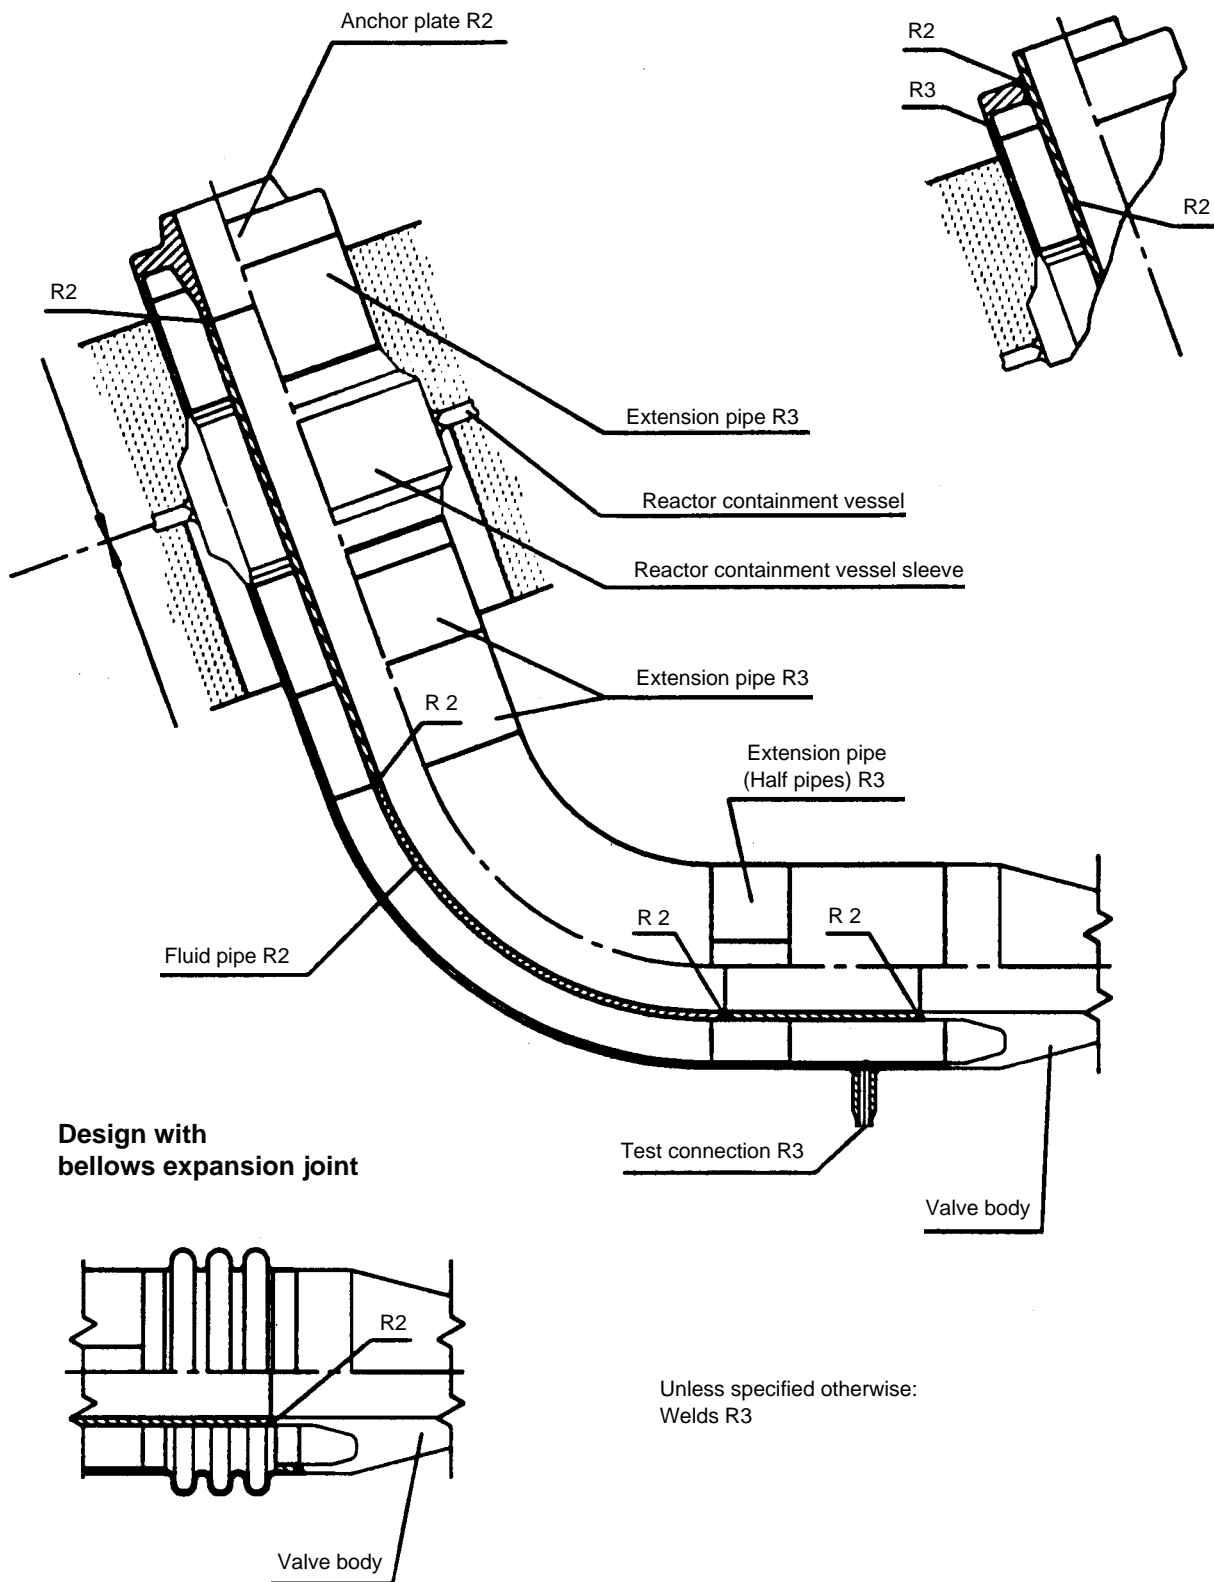 Anchor plate R2
R2
R3
R2
R2
Extension pipe R3
Reactor containment vessel
Reactor containment vessel sleeve
Extension pipe R3
R 2
Extension pipe
(Half pipes) R3
R 2
R 2
Fluid pipe R2
Design with
bellows expansion joint
Test connection R3
Valve body
R2
Unless specified otherwise:
Welds R3
Valve body